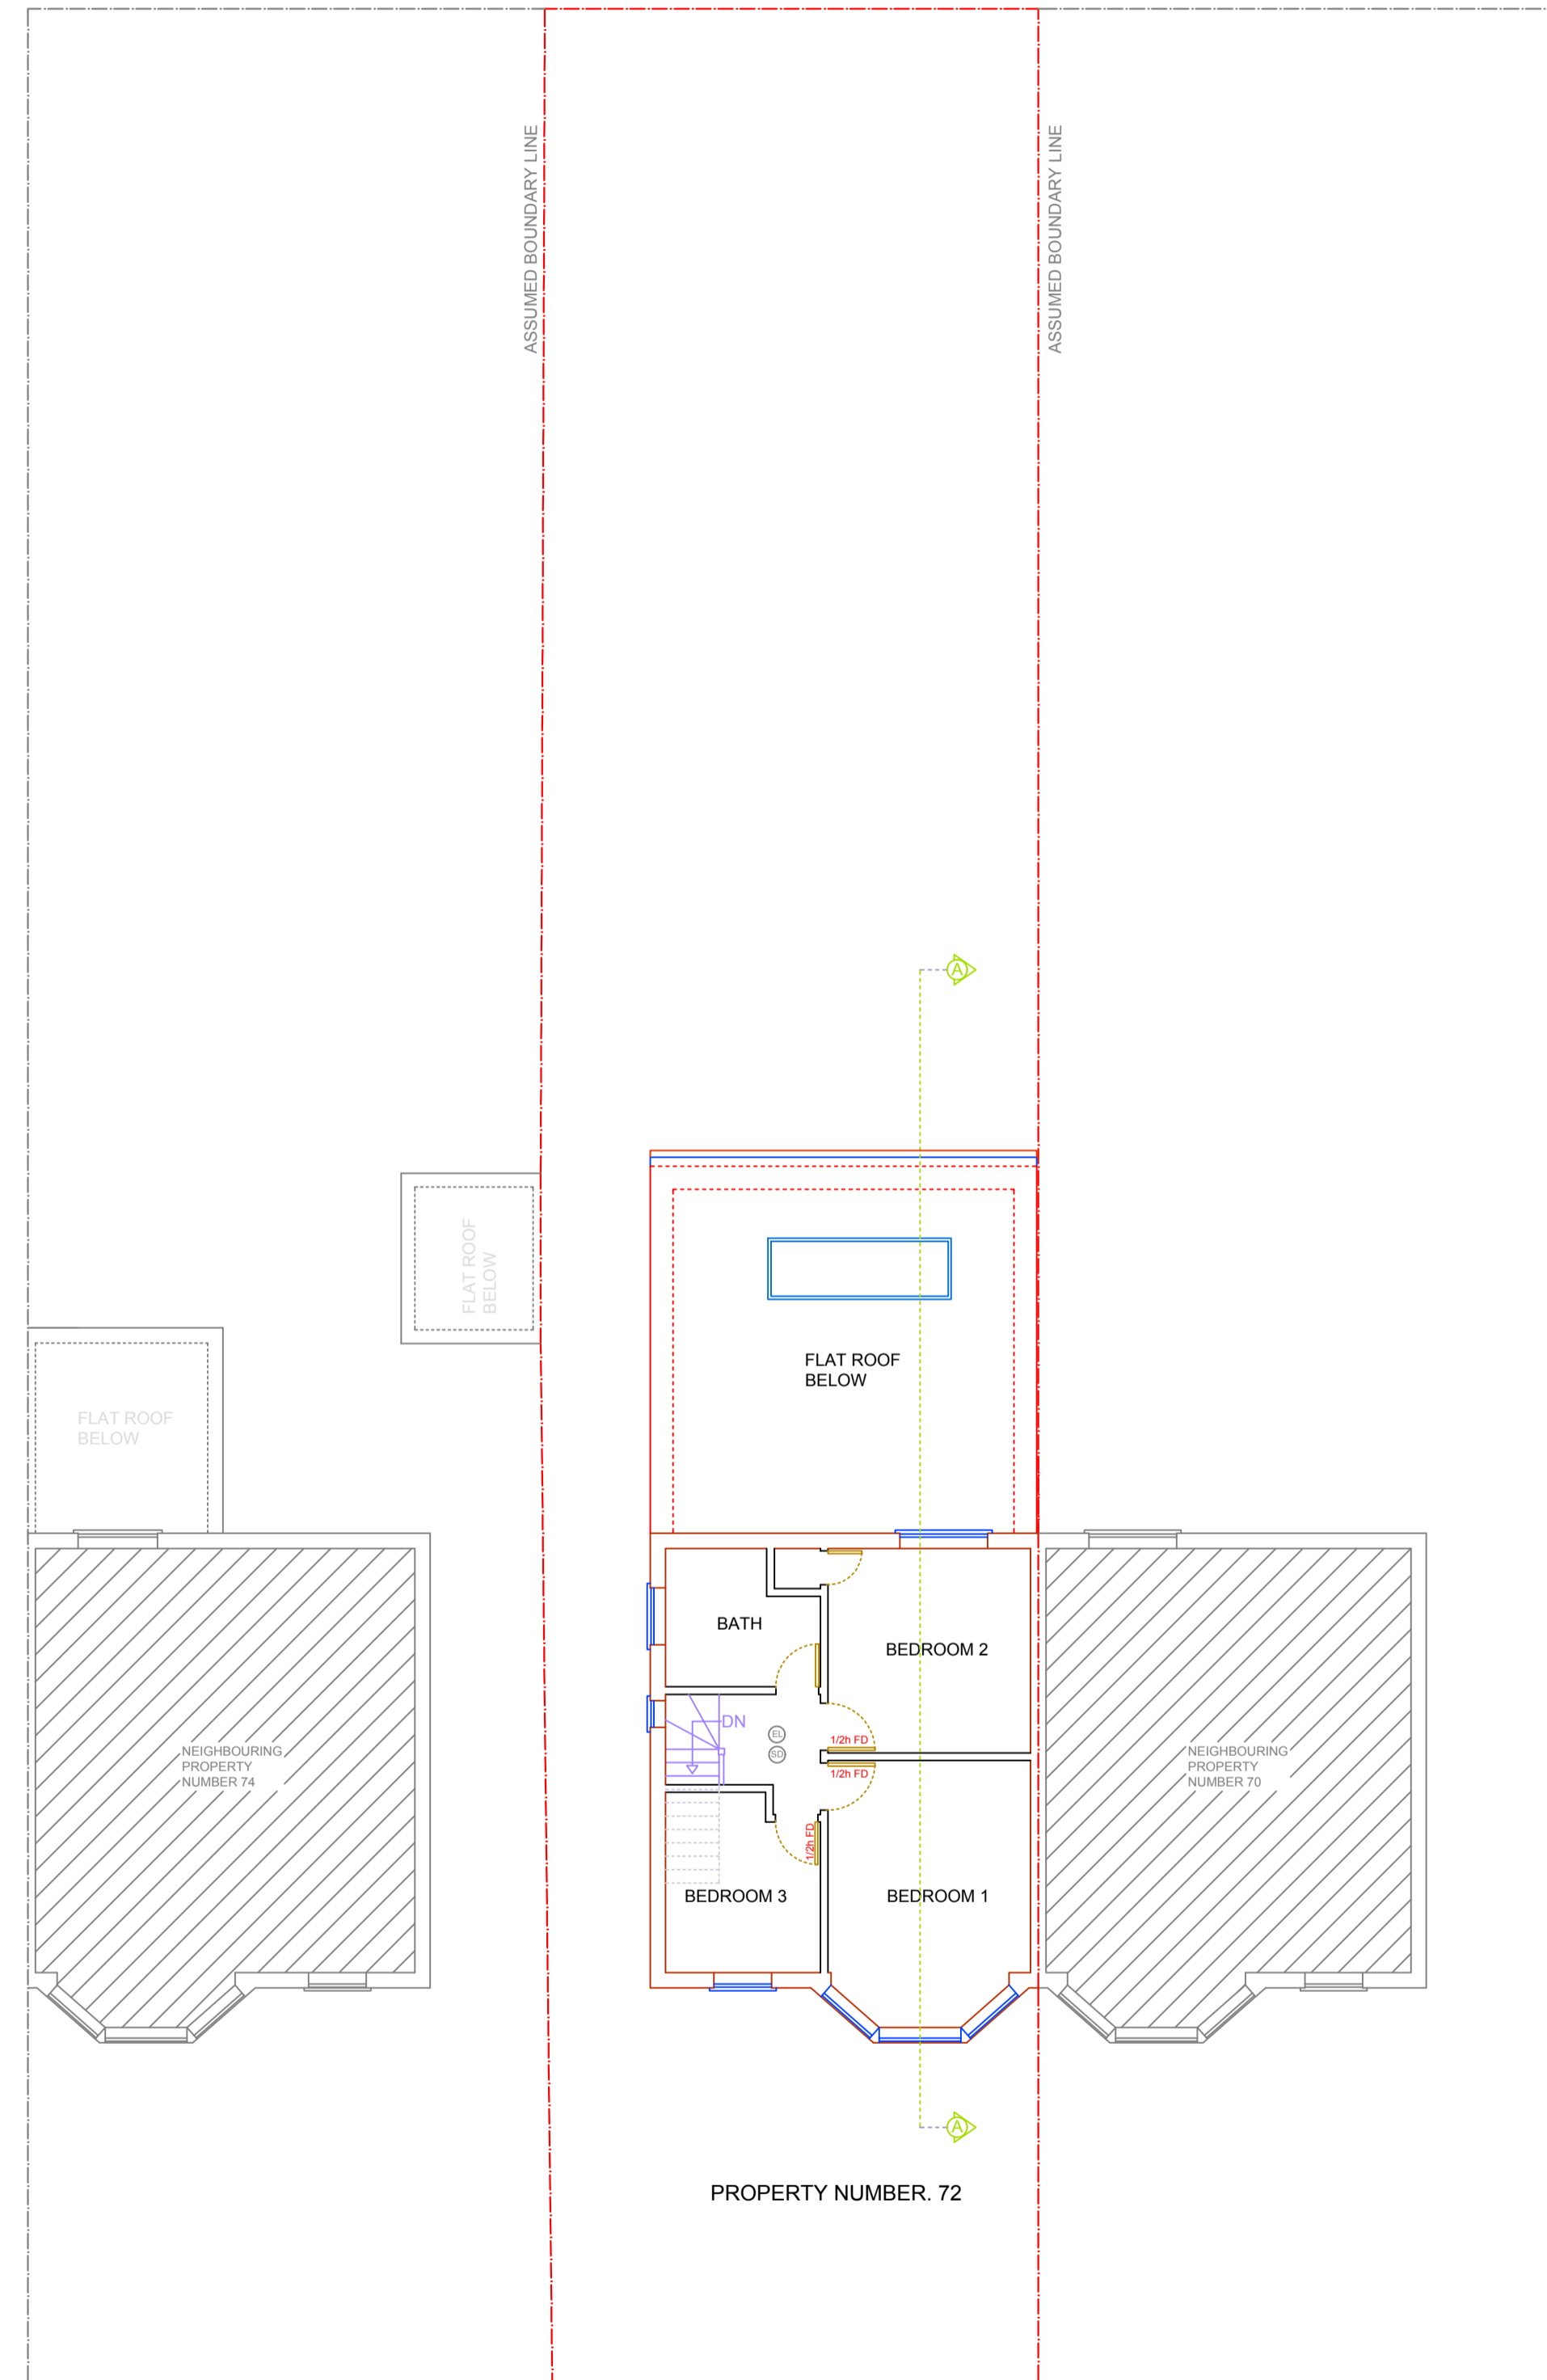 ASSUMED BOUNDARY LINE
ASSUMED BOUNDARY LINE
A
FLAT ROOF
BELOW
FLAT ROOF
BELOW
FLAT ROOF
BELOW
BATH
BEDROOM 2
DN
EL
SD
1/2h FD
1/2h FD
NEIGHBOURING
PROPERTY
NUMBER 74
NEIGHBOURING
PROPERTY
NUMBER 70
1/2h FD
BEDROOM 3
BEDROOM 1
A
PROPERTY NUMBER. 72